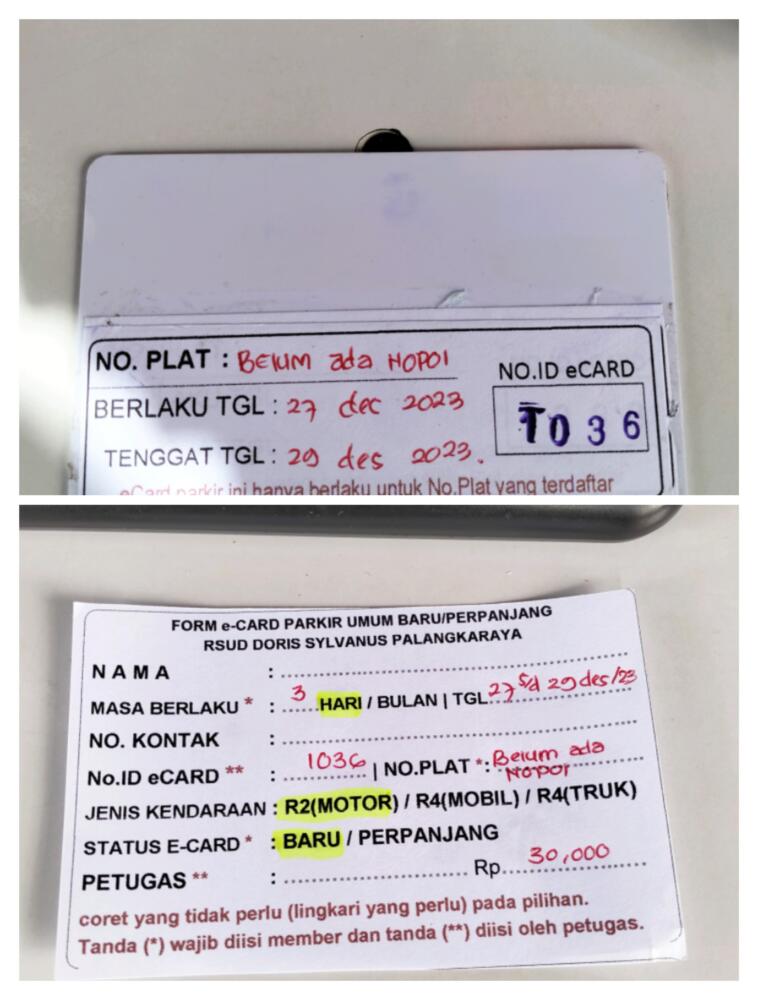 NO. PLAT : Belum ada NOPOl
NO.ID eCARD
BERLAKU TGL : 27 dec 2023
T036
TENGGAT TGL : 29 des 2023.
eCard parkir ini hanya berlaku untuk No.Plat yang terdaftar
FORM e-CARD PARKIR UMUM BARU/PERPANJANG
RSUD DORIS SYLVANUS PALANGKARAYA
NAMA : 
MASA BERLAKU * : 3 HARI / BULAN | TGL. 27 s/d 29 des/23
NO. KONTAK :
No.ID eCARD ** : 1036 | NO.PLAT *: Belum ada NOPOl
JENIS KENDARAAN : R2(MOTOR) / R4(MOBIL) / R4(TRUK)
STATUS E-CARD * : BARU / PERPANJANG
PETUGAS ** : Rp. 30,000
coret yang tidak perlu (lingkari yang perlu) pada pilihan.
Tanda (*) wajib diisi member dan tanda (**) diisi oleh petugas.